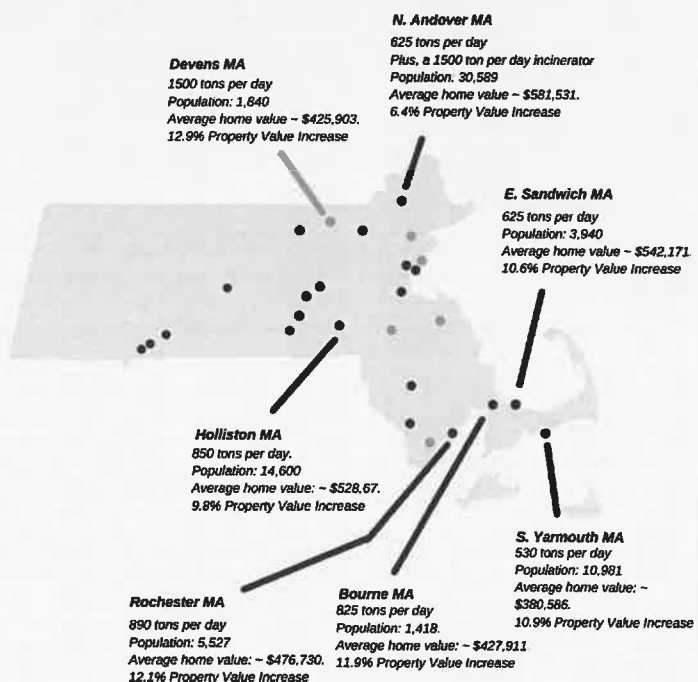 N. Andover MA
625 tons per day
Plus, a 1500 ton per day incinerator
Population. 30,589
Average home value ~ $581,531.
6.4% Property Value Increase
Devens MA
1500 tons per day
Population: 1,840
Average home value ~ $425,903.
12.9% Property Value Increase
E. Sandwich MA
625 tons per day
Population: 3,940
Average home value ~ $542,171
10.6% Property Value Increase
Holliston MA
850 tons per day.
Population: 14,600
Average home value: ~ $528,67.
9.8% Property Value Increase
S. Yarmouth MA
530 tons per day
Population: 10,981
Average home value: ~
$380,586.
10.9% Property Value Increase
Rochester MA
890 tons per day
Population: 5,527
Average home value: ~ $476,730.
12.1% Property Value Increase
Bourne MA
825 tons per day
Population: 1,418.
Average home value: ~ $427,911
11.9% Property Value Increase